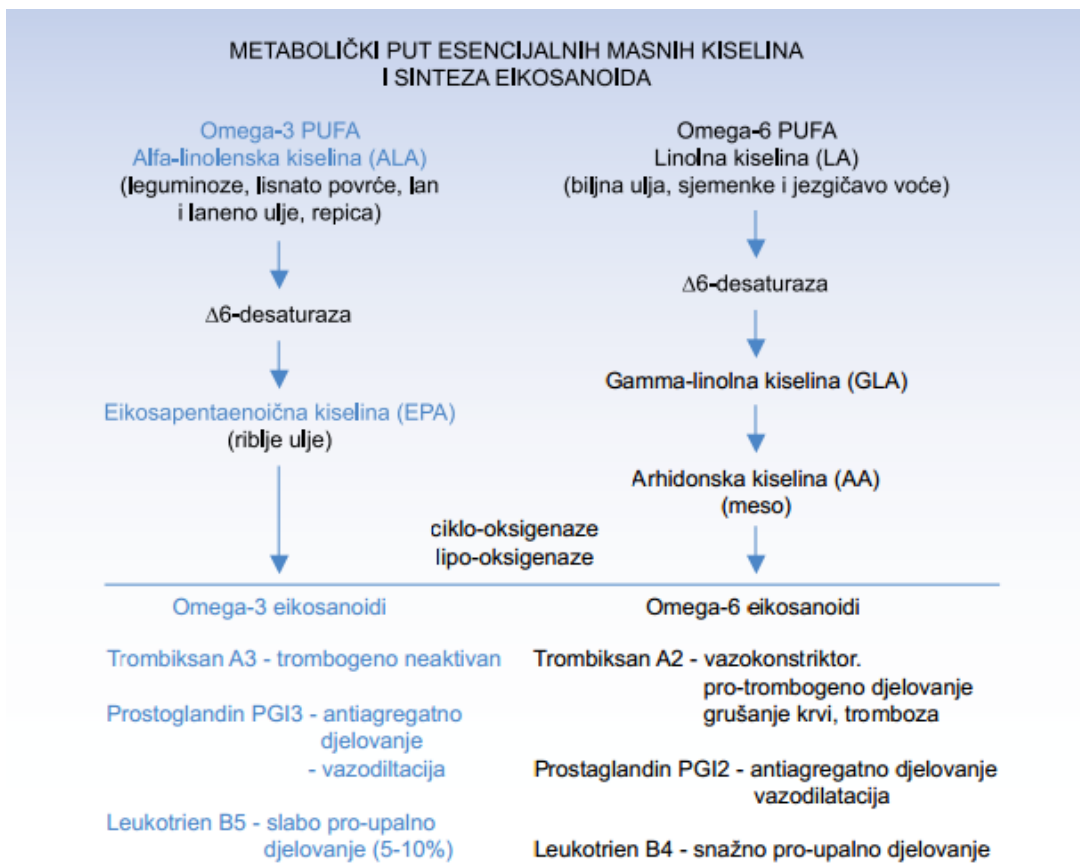 METABOLIČKI PUT ESENCIJALNIH MASNIH KISELINA
I SINTEZA EIKOSANOIDA
Omega-3 PUFA
Alfa-linolenska kiselina (ALA)
(leguminoze, lisnato povrće, lan
i laneno ulje, repica)
Δ6-desaturaza
Eikosapentaenoična kiselina (EPA)
(riblje ulje)
Omega-6 PUFA
Linolna kiselina (LA)
(biljna ulja, sjemenke i jezgičavo voće)
Δ6-desaturaza
Gamma-linolna kiselina (GLA)
Arhidonska kiselina (AA)
(meso)
ciklo-oksigenaze
lipo-oksigenaze
Omega-3 eikosanoidi
Trombiksan A3 - trombogeno neaktivan
Prostoglandin PGI3 - antiagregatno
djelovanje
- vazodiltacija
Leukotrien B5 - slabo pro-upalno
djelovanje (5-10%)
Omega-6 eikosanoidi
Trombiksan A2 - vazokonstriktor.
pro-trombogeno djelovanje
grušanje krvi, tromboza
Prostaglandin PGI2 - antiagregatno djelovanje
vazodilatacija
Leukotrien B4 - snažno pro-upalno djelovanje